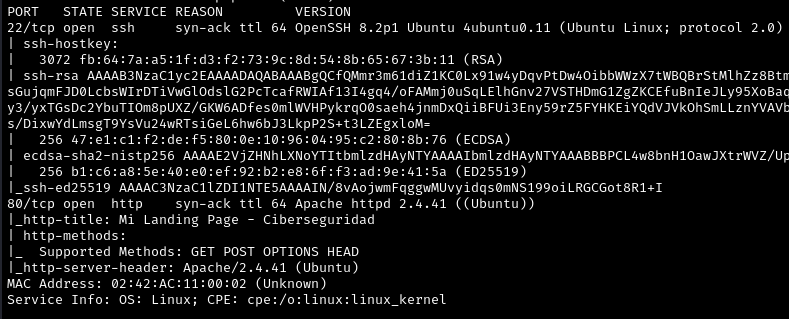 PORT   STATE SERVICE REASON         VERSION
22/tcp open  ssh     syn-ack ttl 64 OpenSSH 8.2p1 Ubuntu 4ubuntu0.11 (Ubuntu Linux; protocol 2.0)
| ssh-hostkey:
|   3072 fb:64:7a:a5:1f:d3:f2:73:9c:8d:54:8b:65:67:3b:11 (RSA)
| ssh-rsa AAAAB3NzaC1yc2EAAAADAQABAAABgQCfQMmr3m61diZ1KC0Lx91w4yDqvPtDw4OibbWWzX7tWBQBrStMlhZz8Btm
sGujqmFJD0LcbsWIrDTiVwGlOdslG2PcTcafRWIAf13I4gq4/oFAMmj0uSQLElhGnv27VSTHDmG1ZgZKCEfuBnIeJLy95XoBaq
y3/yxTGsDc2YbuTIOm8pUXZ/GKW6ADfes0mlWVHPykrqO0saeh4jnmDxQiiBFUi3Eny59rZ5FYHKEiYQdVJVkOhSmLLznYVAVb
s/DixwYdLmsgT9YsVu24wRTsiGeL6hw6bJ3LkpP2S+t3LZEgxloM=
|   256 47:e1:c1:f2:de:f5:80:0e:10:96:04:95:c2:80:8b:76 (ECDSA)
| ecdsa-sha2-nistp256 AAAAE2VjZHNhLXNoYTItbmlzdHAyNTYAAAAIbmlzdHAyNTYAAABBBPCL4w8bnH1OawJXtrWVZ/Up
|   256 b1:c6:a8:5e:40:e0:ef:92:b2:e8:6f:f3:ad:9e:41:5a (ED25519)
|_ssh-ed25519 AAAAC3NzaC1lZDI1NTE5AAAAIN/8vAojwmFqggwMUvyidqs0mNS199oiLRGCGot8R1+I
80/tcp open  http    syn-ack ttl 64 Apache httpd 2.4.41 ((Ubuntu))
|_http-title: Mi Landing Page - Ciberseguridad
| http-methods:
|_  Supported Methods: GET POST OPTIONS HEAD
|_http-server-header: Apache/2.4.41 (Ubuntu)
MAC Address: 02:42:AC:11:00:02 (Unknown)
Service Info: OS: Linux; CPE: cpe:/o:linux:linux_kernel